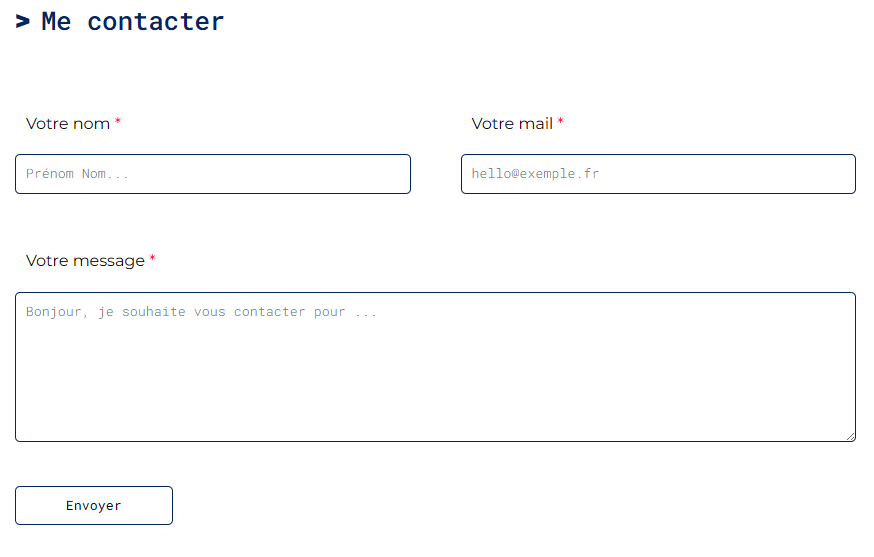 > Me contacter
Votre nom *
Votre mail *
Prénom Nom...
hello@exemple.fr
Votre message *
Bonjour, je souhaite vous contacter pour ...
Envoyer